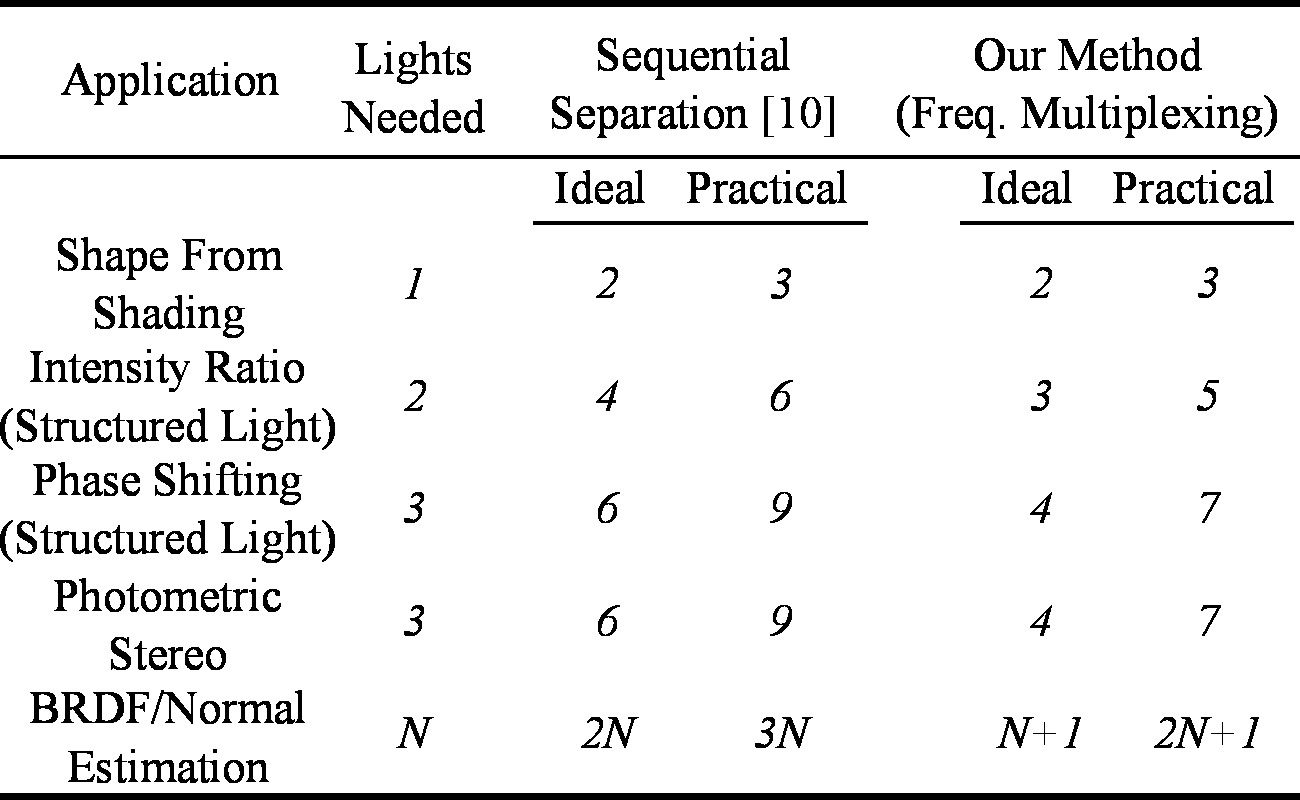 Application Lights Needed Sequential Separation [10] Our Method (Freq. Multiplexing)
Ideal Practical Ideal Practical
Shape From Shading 1 2 3 2 3
Intensity Ratio (Structured Light) 2 4 6 3 5
Phase Shifting (Structured Light) 3 6 9 4 7
Photometric Stereo 3 6 9 4 7
BRDF/Normal Estimation N 2N 3N N+1 2N+1